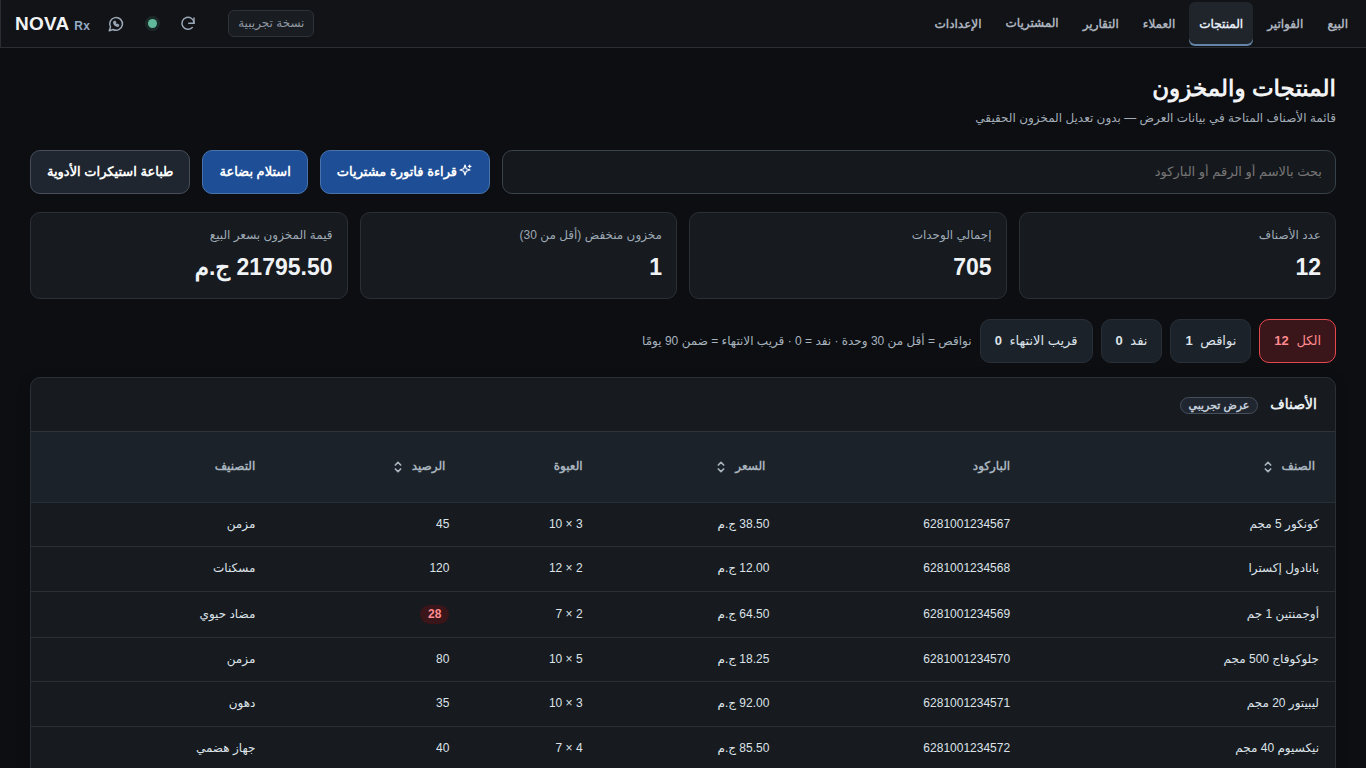 البيع الفواتير المنتجات العملاء التقارير المشتريات الإعدادات نسخة تجريبية NOVA Rx
المنتجات والمخزون
قائمة الأصناف المتاحة في بيانات العرض — بدون تعديل المخزون الحقيقي
بحث بالاسم أو الرقم أو الباركود قراءة فاتورة مشتريات استلام بضاعة طباعة استيكرات الأدوية
عدد الأصناف إجمالي الوحدات مخزون منخفض (أقل من 30) قيمة المخزون بسعر البيع
12 705 1 21795.50 ج.م
الكل 12 نواقص 1 نفد 0 قريب الانتهاء 0 نواقص = أقل من 30 وحدة · نفد = 0 · قريب الانتهاء = ضمن 90 يومًا
الأصناف عرض تجريبي
الصنف الباركود السعر العبوة الرصيد التصنيف
كونكور 5 مجم 6281001234567 38.50 ج.م 3 × 10 45 مزمن
بانادول إكسترا 6281001234568 12.00 ج.م 2 × 12 120 مسكنات
أوجمنتين 1 جم 6281001234569 64.50 ج.م 2 × 7 28 مضاد حيوي
جلوكوفاج 500 مجم 6281001234570 18.25 ج.م 5 × 10 80 مزمن
ليبيتور 20 مجم 6281001234571 92.00 ج.م 3 × 10 35 دهون
نيكسيوم 40 مجم 6281001234572 85.50 ج.م 4 × 7 40 جهاز هضمي